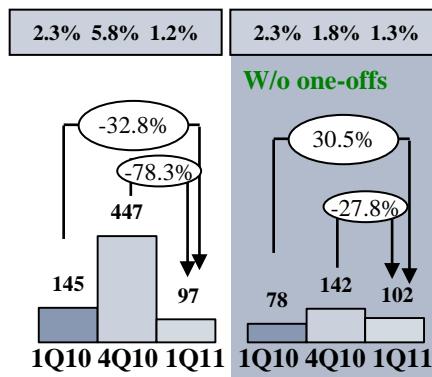 2.3% 5.8% 1.2%
2.3% 1.8% 1.3%
W/o one-offs
-32.8%
30.5%
-78.3%
447
-27.8%
145
97
78
142
102
1Q10 4Q10 1Q11
1Q10 4Q10 1Q11